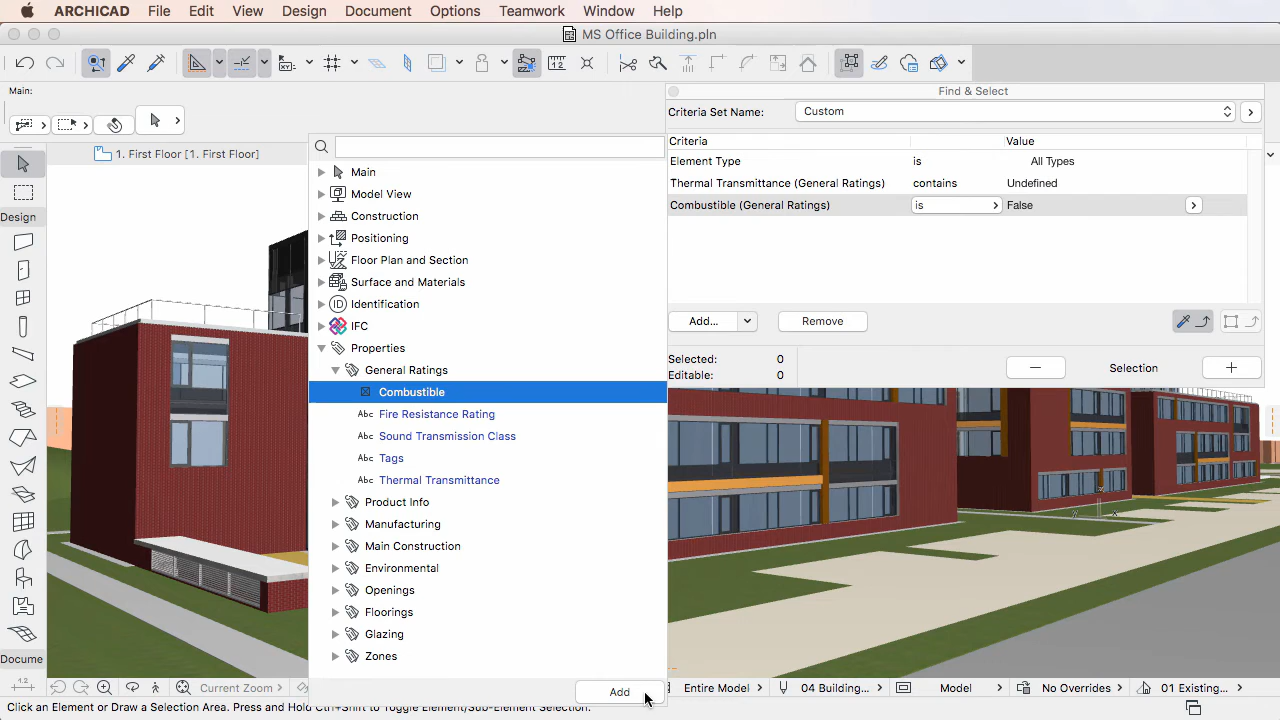 ARCHICAD File Edit View Design Document Options Teamwork Window Help
MS Office Building.pln
Main:
1. First Floor [1. First Floor]
Design
Docume
Main
Model View
Construction
Positioning
Floor Plan and Section
Surface and Materials
Identification
IFC
Properties
General Ratings
Combustible
Abc Fire Resistance Rating
Abc Sound Transmission Class
Abc Tags
Abc Thermal Transmittance
Product Info
Manufacturing
Main Construction
Environmental
Openings
Floorings
Glazing
Zones
Add
Find & Select
Criteria Set Name: Custom
Criteria Value
Element Type is All Types
Thermal Transmittance (General Ratings) contains Undefined
Combustible (General Ratings) is False
Add... Remove
Selected: 0
Editable: 0
Selection
1.2 Current Zoom Entire Model 04 Building... Model No Overrides 01 Existing...
Click an Element or Draw a Selection Area. Press and Hold Ctrl+Shift to Toggle Element/Sub-Element Selection.